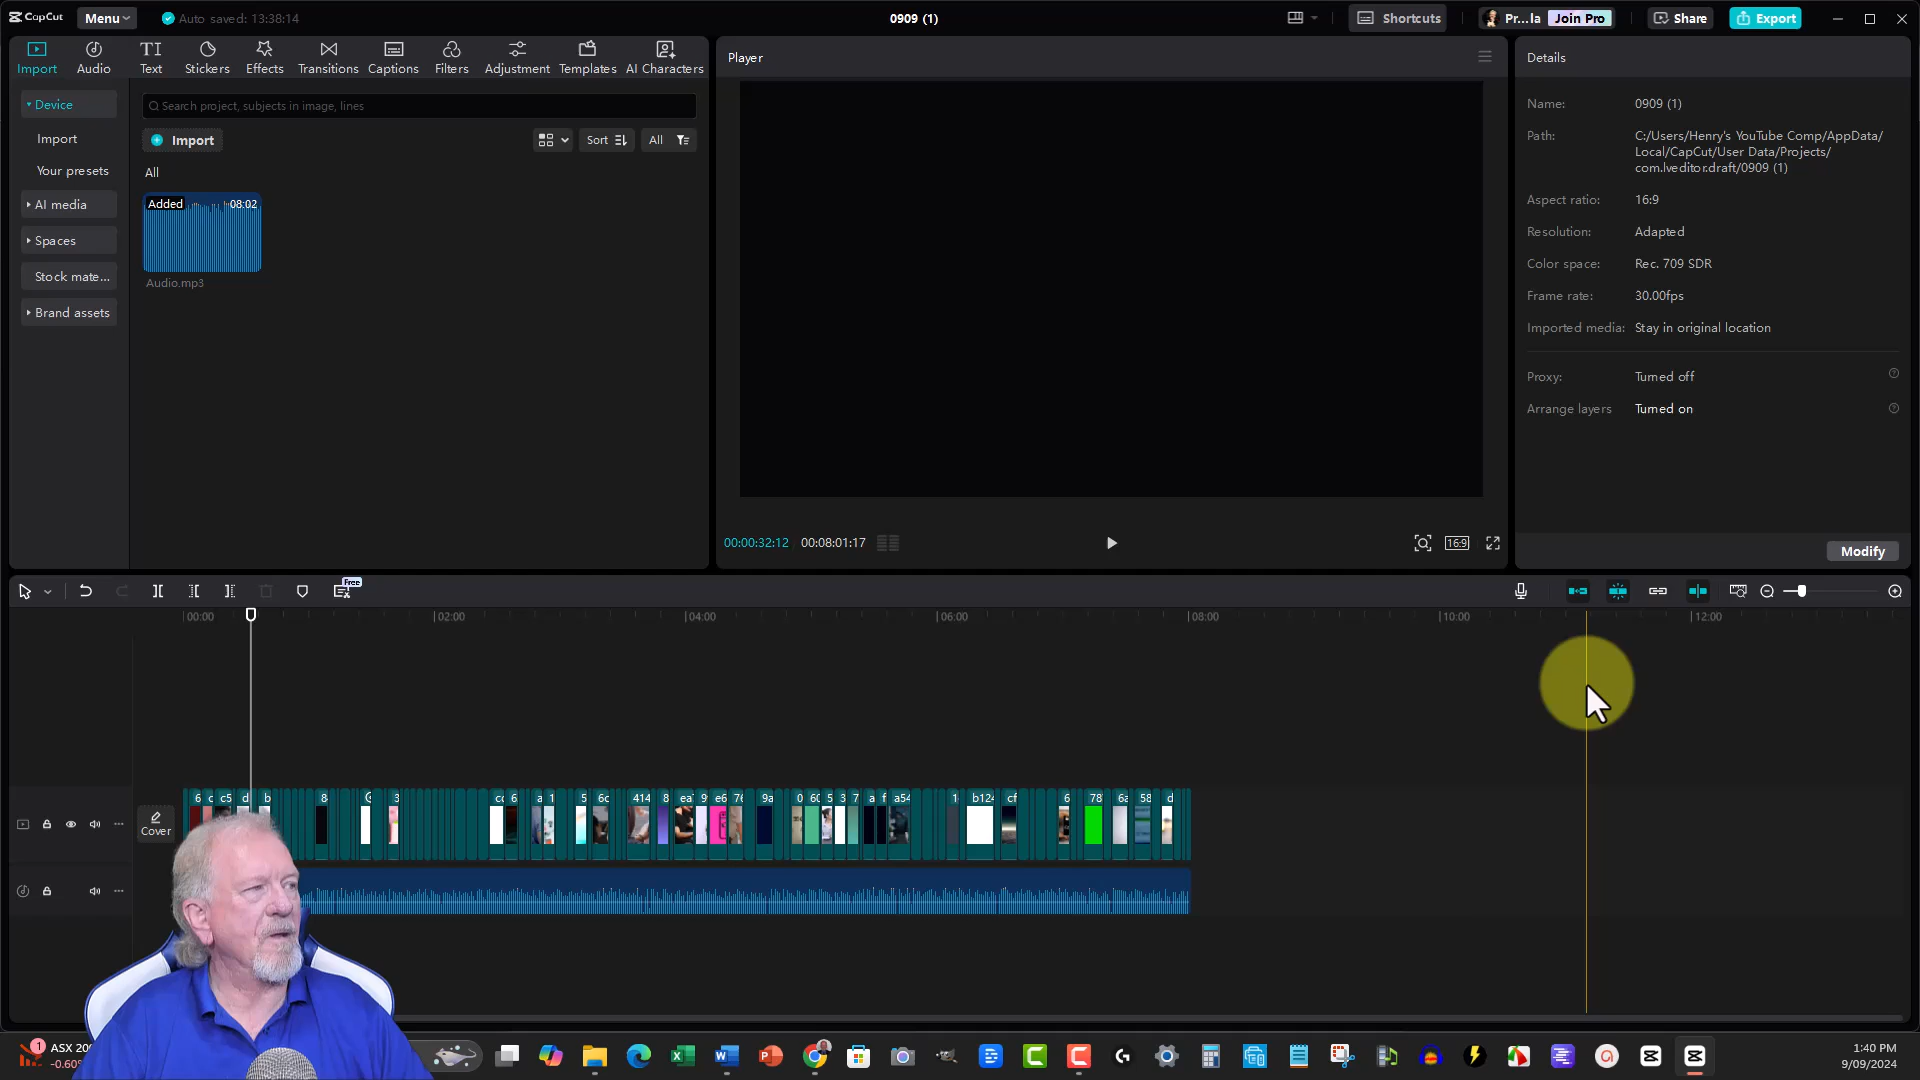 CapCut
Menu
Auto saved: 13:38:14
0909 (1)
Shortcuts
Pr...la
Join Pro
Share
Export
Import
Audio
Text
Stickers
Effects
Transitions
Captions
Filters
Adjustment
Templates
AI Characters
Player
Details
Device
Import
Your presets
AI media
Spaces
Stock mate...
Brand assets
Search project, subjects in image, lines
Import
Sort
All
All
Added
08:02
Audio.mp3
00:00:32:12
00:08:01:17
16:9
Name:
0909 (1)
Path:
C:/Users/Henry's YouTube Comp/AppData/
Local/CapCut/User Data/Projects/
com.lveditor.draft/0909 (1)
Aspect ratio:
16:9
Resolution:
Adapted
Color space:
Rec. 709 SDR
Frame rate:
30.00fps
Imported media:
Stay in original location
Proxy:
Turned off
Arrange layers
Turned on
Modify
Free
00:00
02:00
04:00
06:00
08:00
10:00
12:00
Cover
6 c c5 d b 8 3 cc 6 a 1 5 6c 414 8 ea 9 e6 76 9a 0 60 5 3 7 a f a54 1 b124 cf 6 78 6a 58 d
1
ASX 200
-0.60%
1:40 PM
9/09/2024